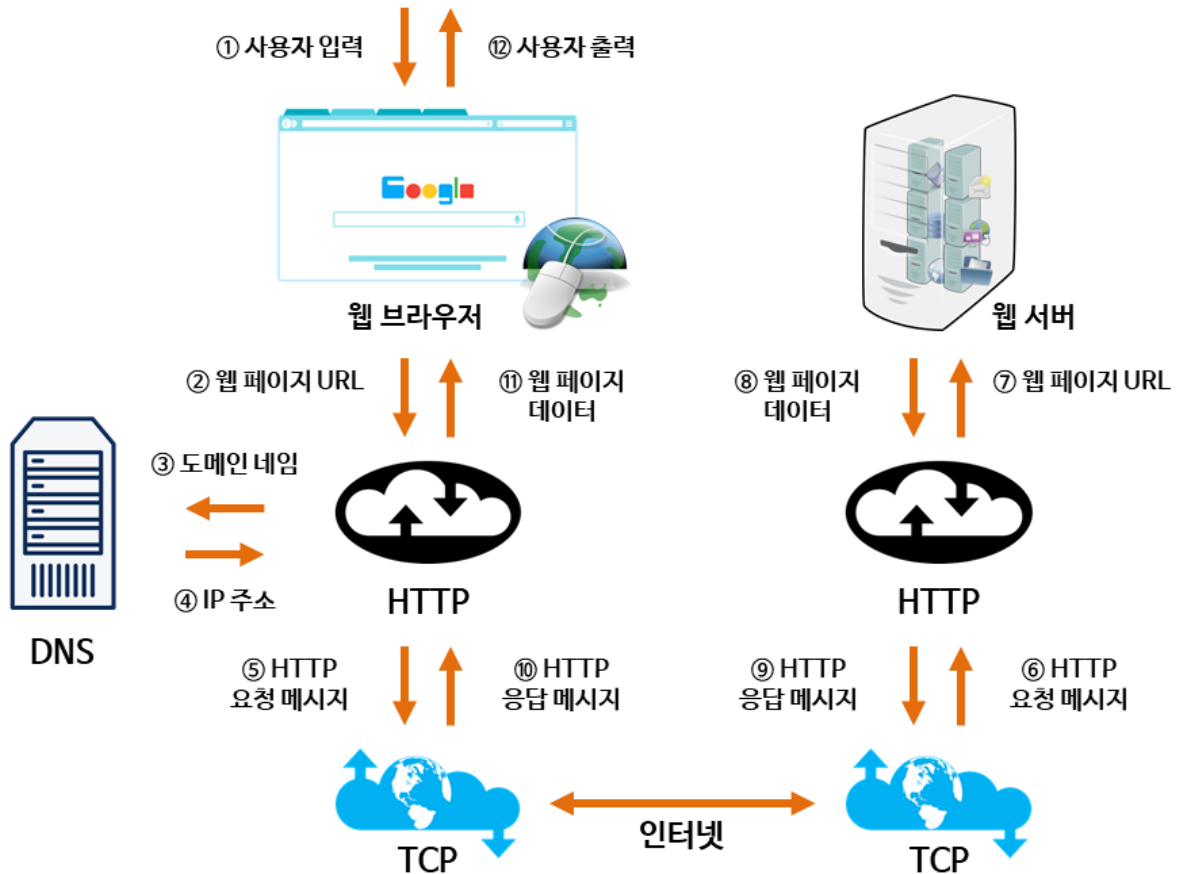 ① 사용자 입력
⑫ 사용자 출력
Google
웹 브라우저
웹 서버
② 웹 페이지 URL
⑪ 웹 페이지
데이터
⑧ 웹 페이지
데이터
⑦ 웹 페이지 URL
③ 도메인 네임
④ IP 주소
DNS
HTTP
HTTP
⑤ HTTP
요청 메시지
⑩ HTTP
응답 메시지
⑨ HTTP
응답 메시지
⑥ HTTP
요청 메시지
인터넷
TCP
TCP